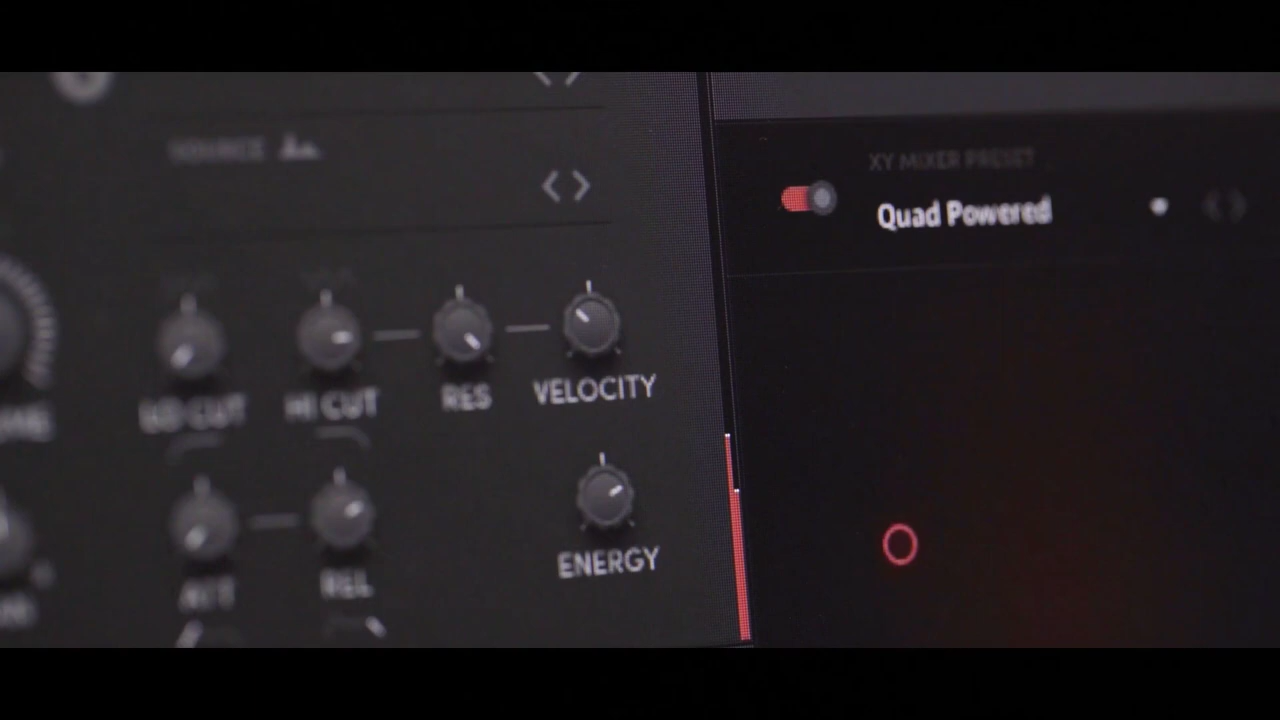 SOURCE
XY MIXER PRESET
Quad Powered
LO CUT
HI CUT
RES
VELOCITY
ATT
REL
ENERGY